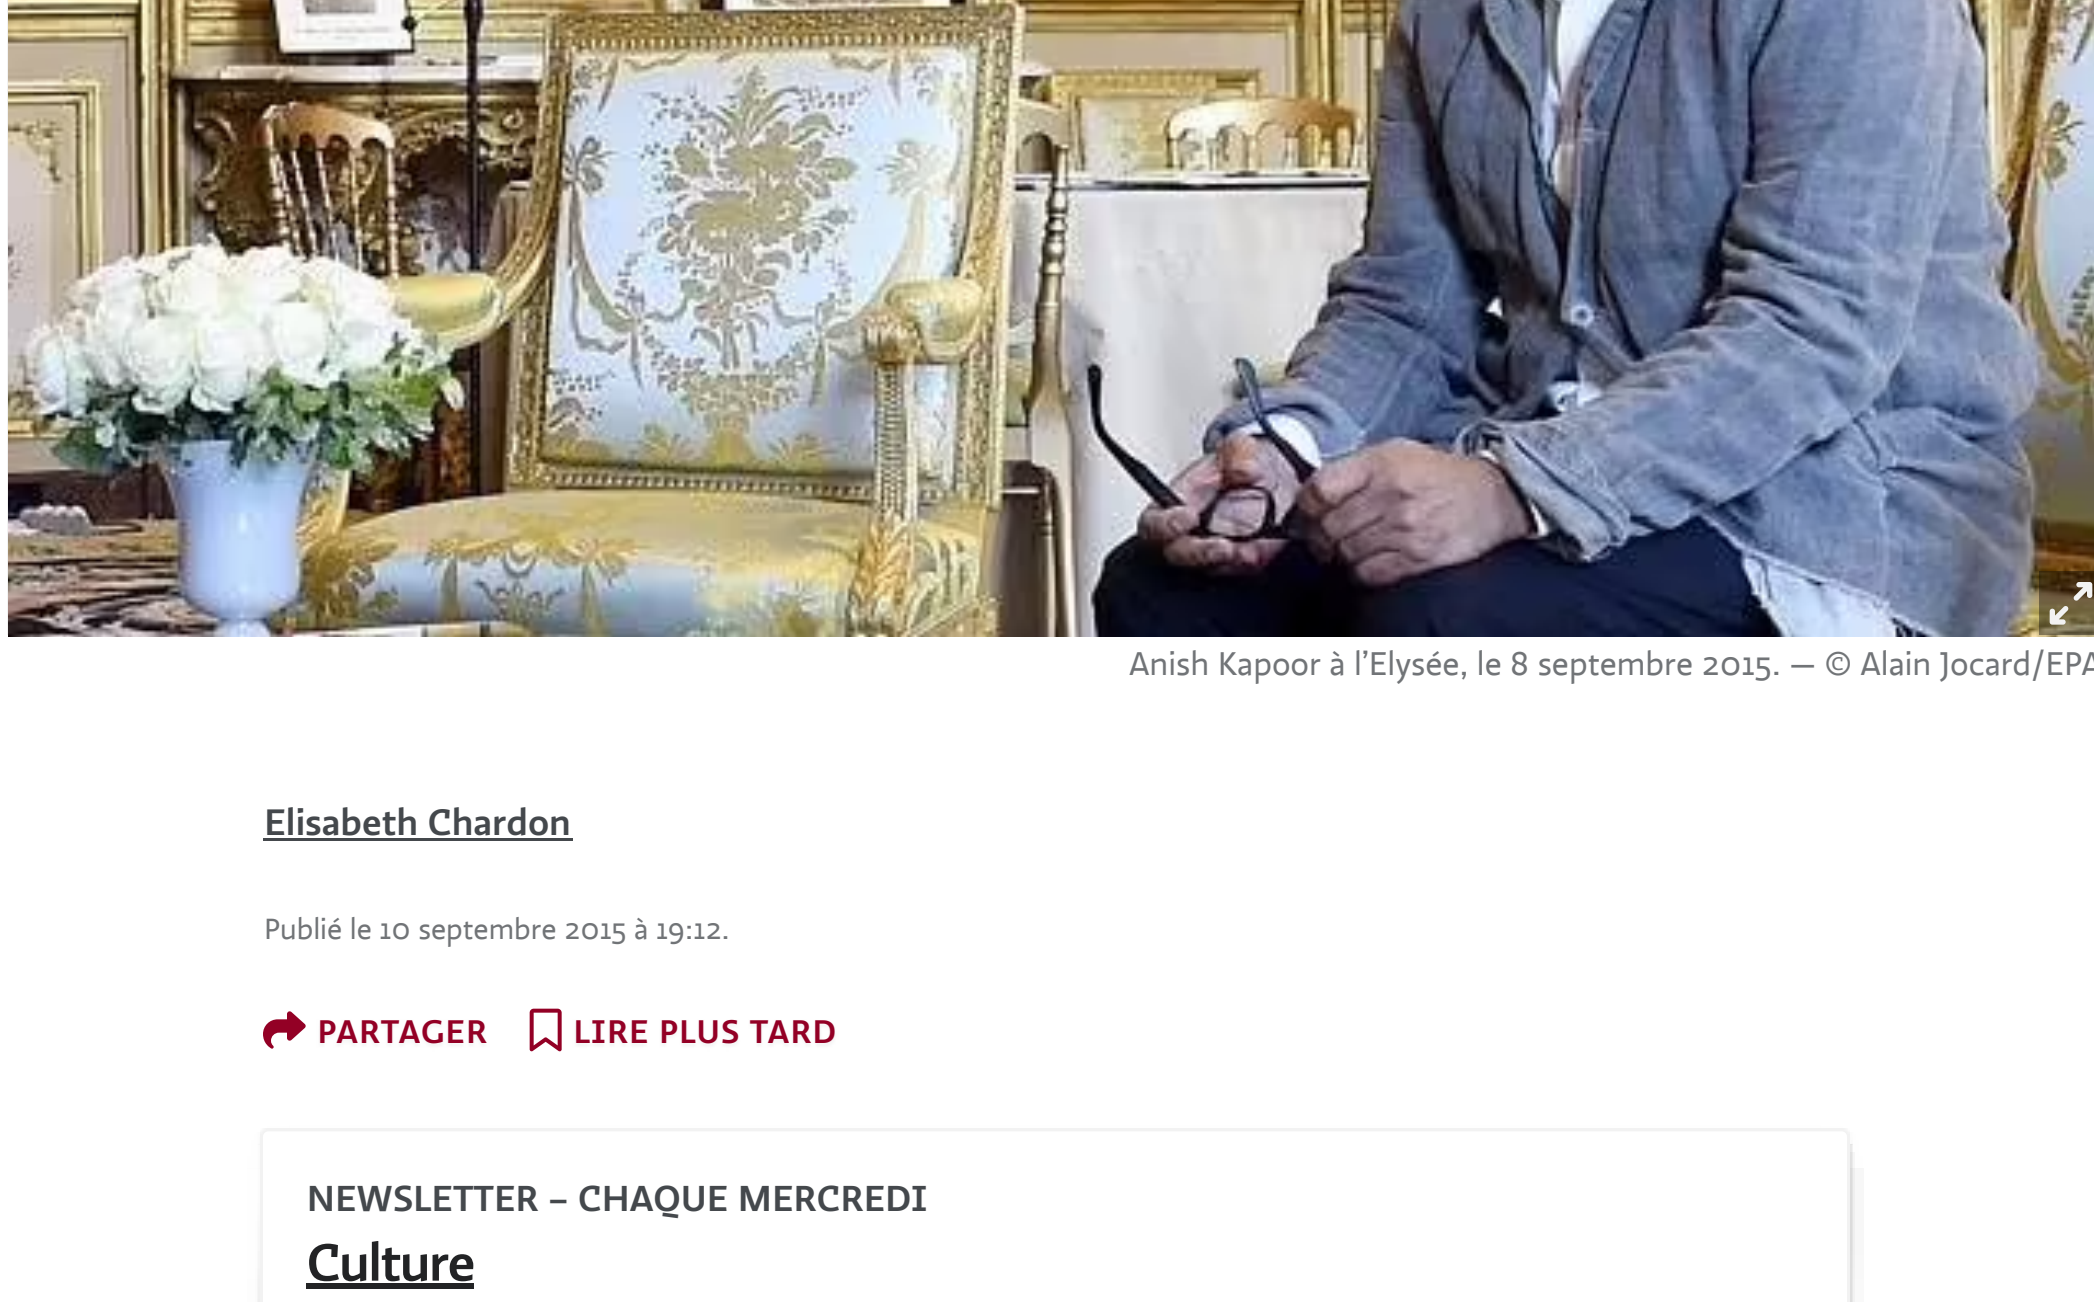 Anish Kapoor à l’Elysée, le 8 septembre 2015. — © Alain Jocard/EPA
Elisabeth Chardon
Publié le 10 septembre 2015 à 19:12.
PARTAGER LIRE PLUS TARD
NEWSLETTER – CHAQUE MERCREDI
Culture